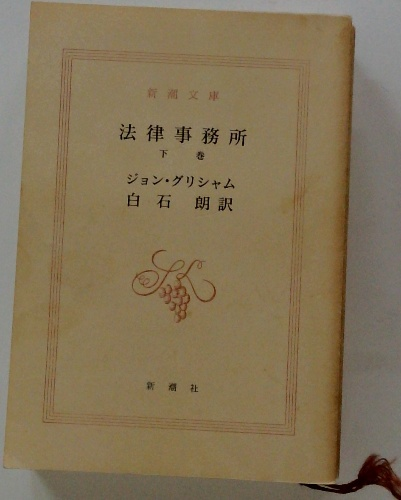 新潮文庫
法律事務所
下巻
ジョン・グリシャム
白石 朗訳
新潮社